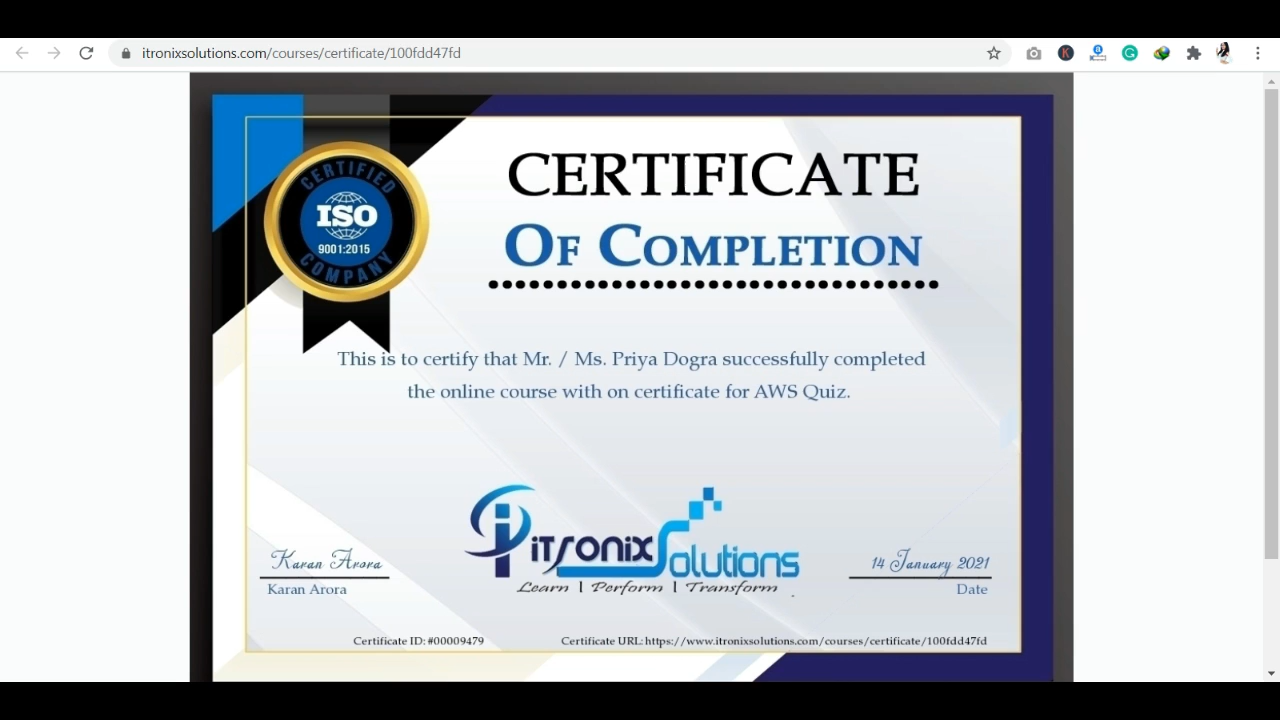 itronixsolutions.com/courses/certificate/100fdd47fd
CERTIFIED
ISO
9001:2015
COMPANY
CERTIFICATE
OF COMPLETION
This is to certify that Mr. / Ms. Priya Dogra successfully completed
the online course with on certificate for AWS Quiz.
iTronix Solutions
Learn | Perform | Transform
Karan Arora
Karan Arora
14 January 2021
Date
Certificate ID: #00009479
Certificate URL: https://www.itronixsolutions.com/courses/certificate/100fdd47fd